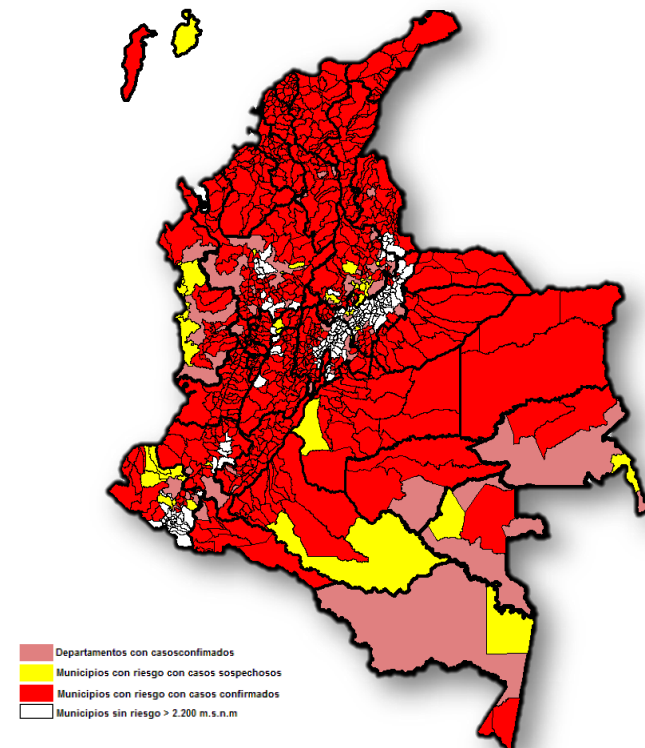 Departamentos con casosconfimados
Municipios con riesgo con casos sospechosos
Municipios con riesgo con casos confirmados
Municipios sin riesgo > 2.200 m.s.n.m